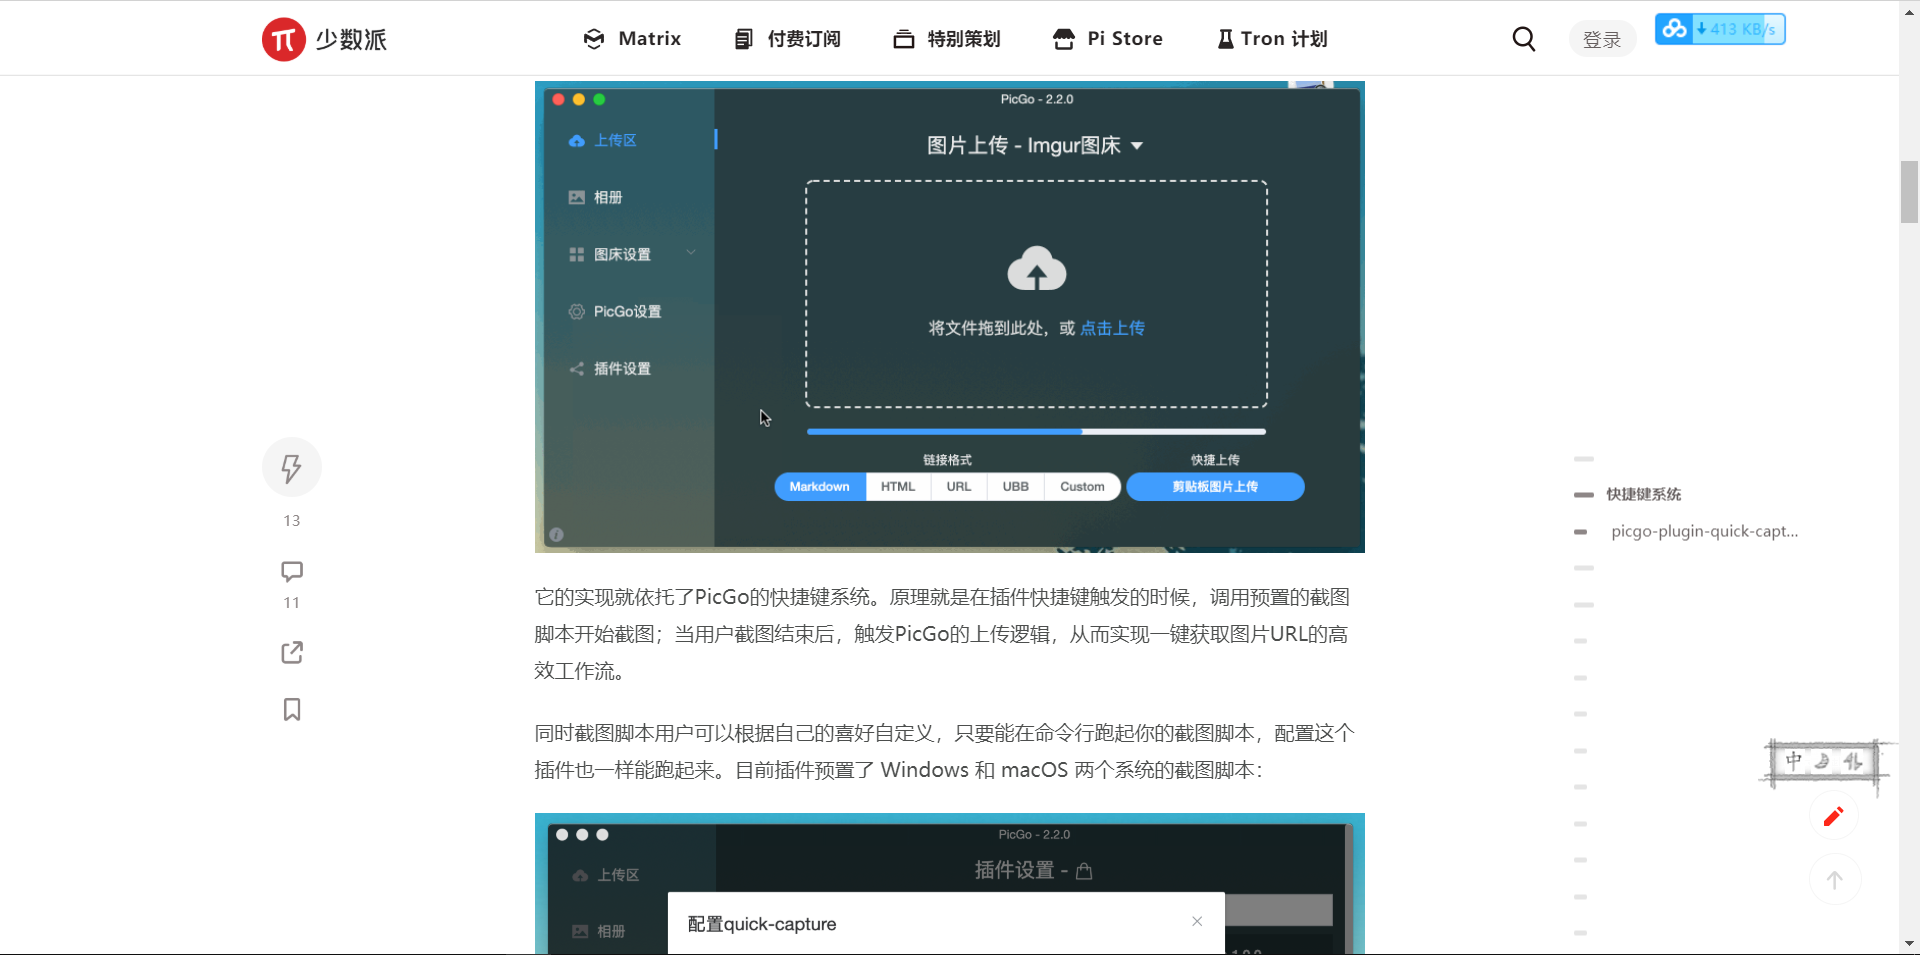 少数派
Matrix
付费订阅
特别策划
Pi Store
Tron 计划
登录
413 KB/s
PicGo - 2.2.0
上传区
图片上传 - Imgur图床
相册
图床设置
PicGo设置
将文件拖到此处，或 点击上传
插件设置
链接格式
快捷上传
Markdown
HTML
URL
UBB
Custom
剪贴板图片上传
13
11
快捷键系统
picgo-plugin-quick-capt...
它的实现就依托了PicGo的快捷键系统。原理就是在插件快捷键触发的时候，调用预置的截图
脚本开始截图；当用户截图结束后，触发PicGo的上传逻辑，从而实现一键获取图片URL的高
效工作流。
同时截图脚本用户可以根据自己的喜好自定义，只要能在命令行跑起你的截图脚本，配置这个
插件也一样能跑起来。目前插件预置了 Windows 和 macOS 两个系统的截图脚本：
中
PicGo - 2.2.0
上传区
插件设置 -
配置quick-capture
相册